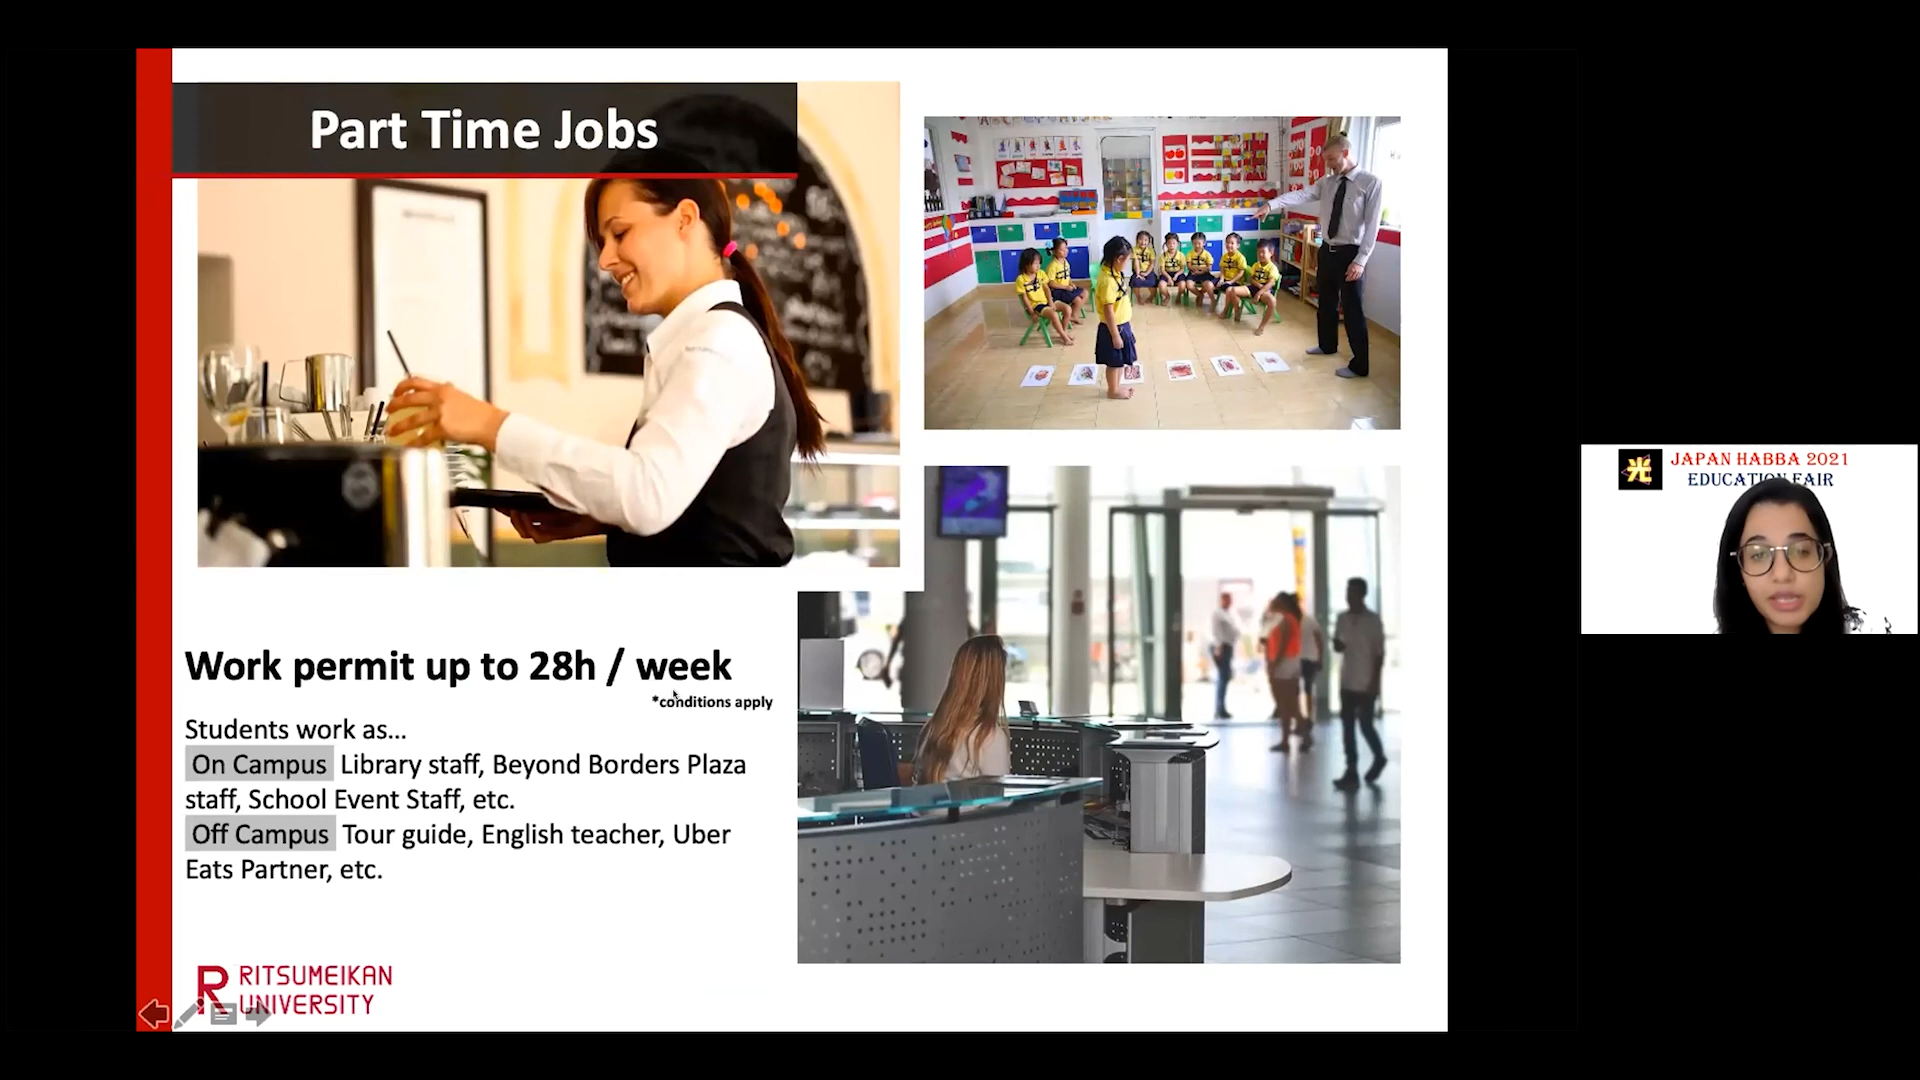 Part Time Jobs
Work permit up to 28h / week
*conditions apply
Students work as...
On Campus Library staff, Beyond Borders Plaza
staff, School Event Staff, etc.
Off Campus Tour guide, English teacher, Uber
Eats Partner, etc.
RITSUMEIKAN
UNIVERSITY
光
JAPAN HABBA 2021
EDUCATION FAIR